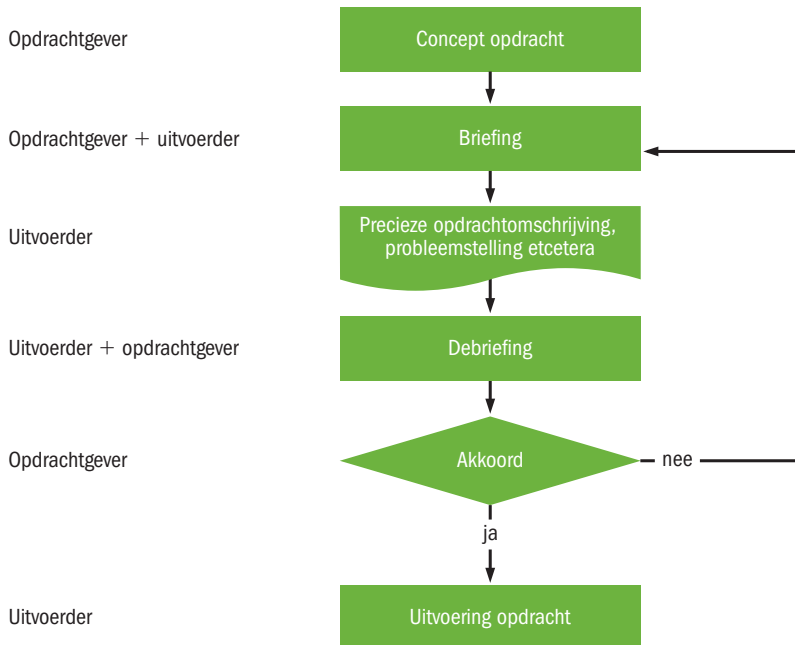 Opdrachtgever
Concept opdracht
Opdrachtgever + uitvoerder
Briefing
Uitvoerder
Precieze opdrachtomschrijving,
probleemstelling etcetera
Uitvoerder + opdrachtgever
Debriefing
Opdrachtgever
Akkoord
nee
ja
Uitvoerder
Uitvoering opdracht